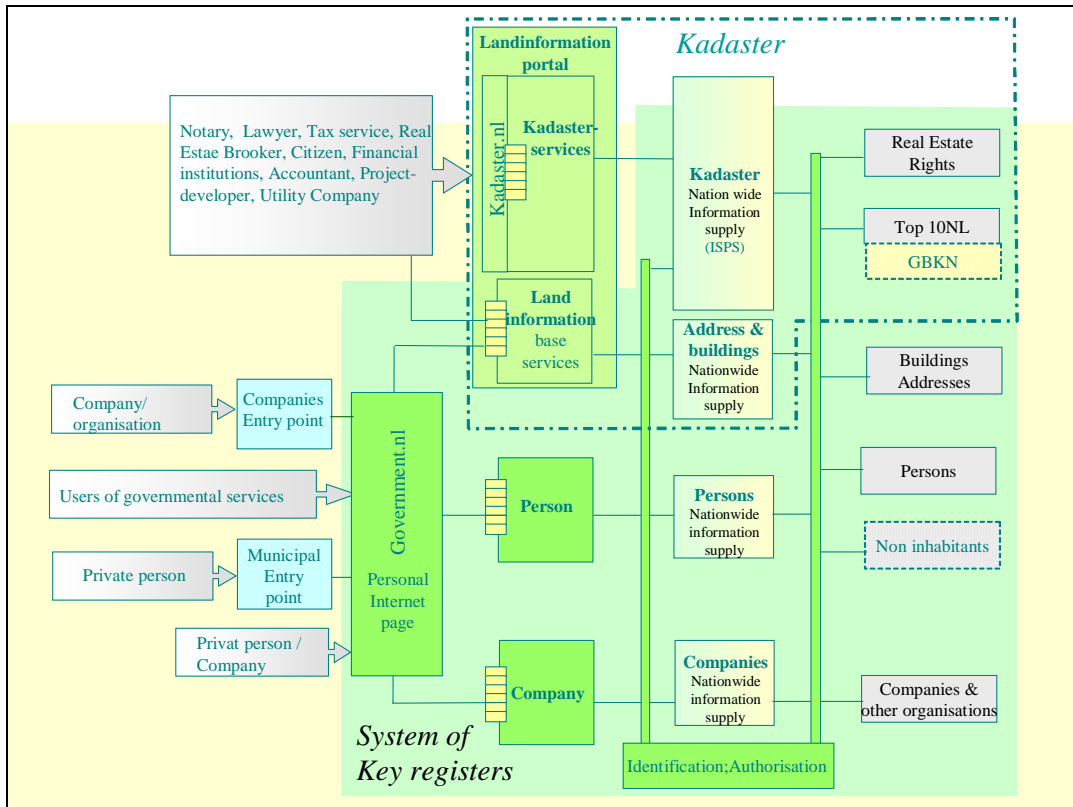 Kadaster
Landinformation
portal
Kadaster.nl
Kadaster-
services
Notary, Lawyer, Tax service, Real
Estae Brooker, Citizen, Financial
institutions, Accountant, Project-
developer, Utility Company
Kadaster
Nation wide
Information
supply
(ISPS)
Real Estate
Rights
Top 10NL
GBKN
Land
information
base
services
Address &
buildings
Nationwide
Information
supply
Buildings
Addresses
Company/
organisation
Companies
Entry point
Users of governmental services
Government.nl
Personal
Internet
page
Person
Persons
Nationwide
information
supply
Persons
Non inhabitants
Private person
Municipal
Entry
point
Privat person /
Company
Company
Companies
Nationwide
information
supply
Companies &
other organisations
System of
Key registers
Identification;Authorisation